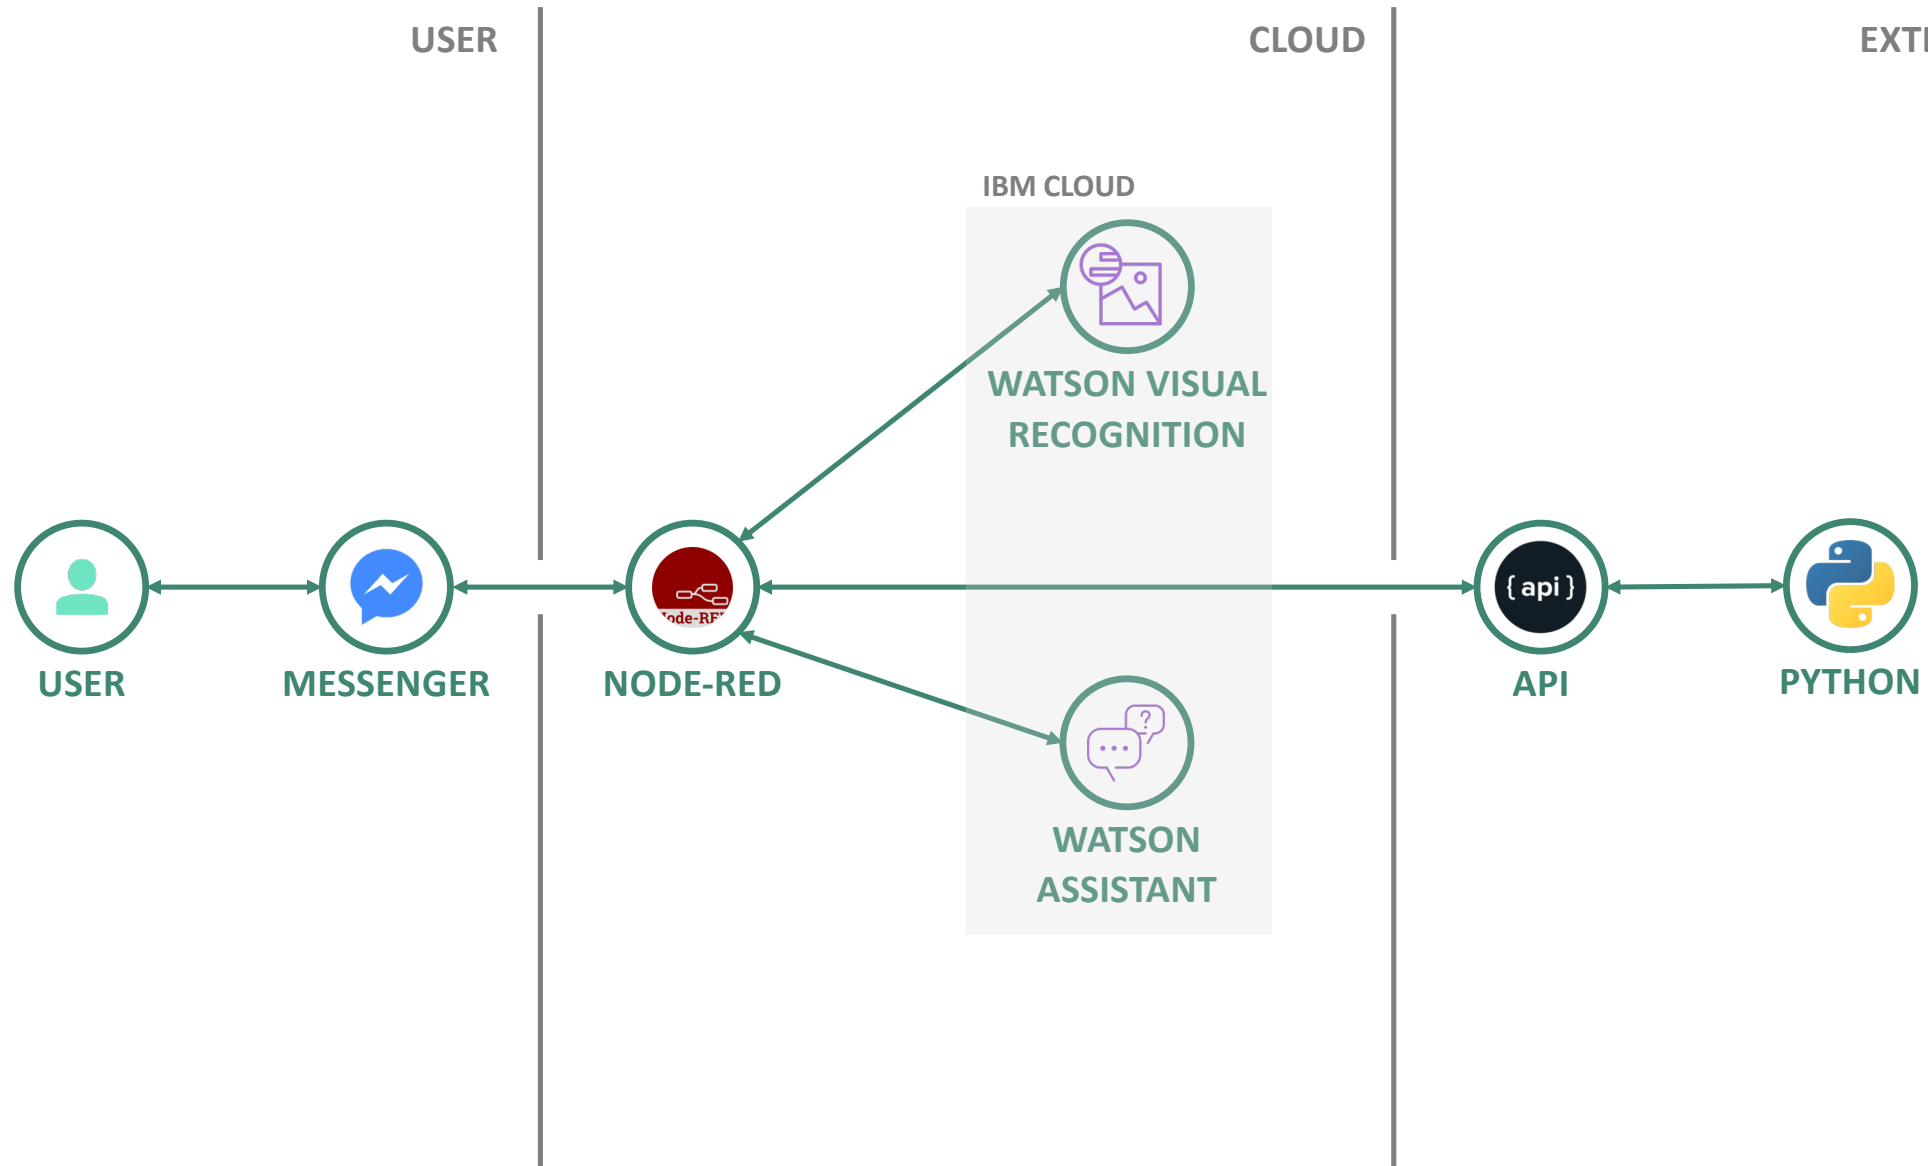 USER
CLOUD
IBM CLOUD
WATSON VISUAL
RECOGNITION
{api}
USER
MESSENGER
NODE-RED
API
PYTHON
?
WATSON
ASSISTANT